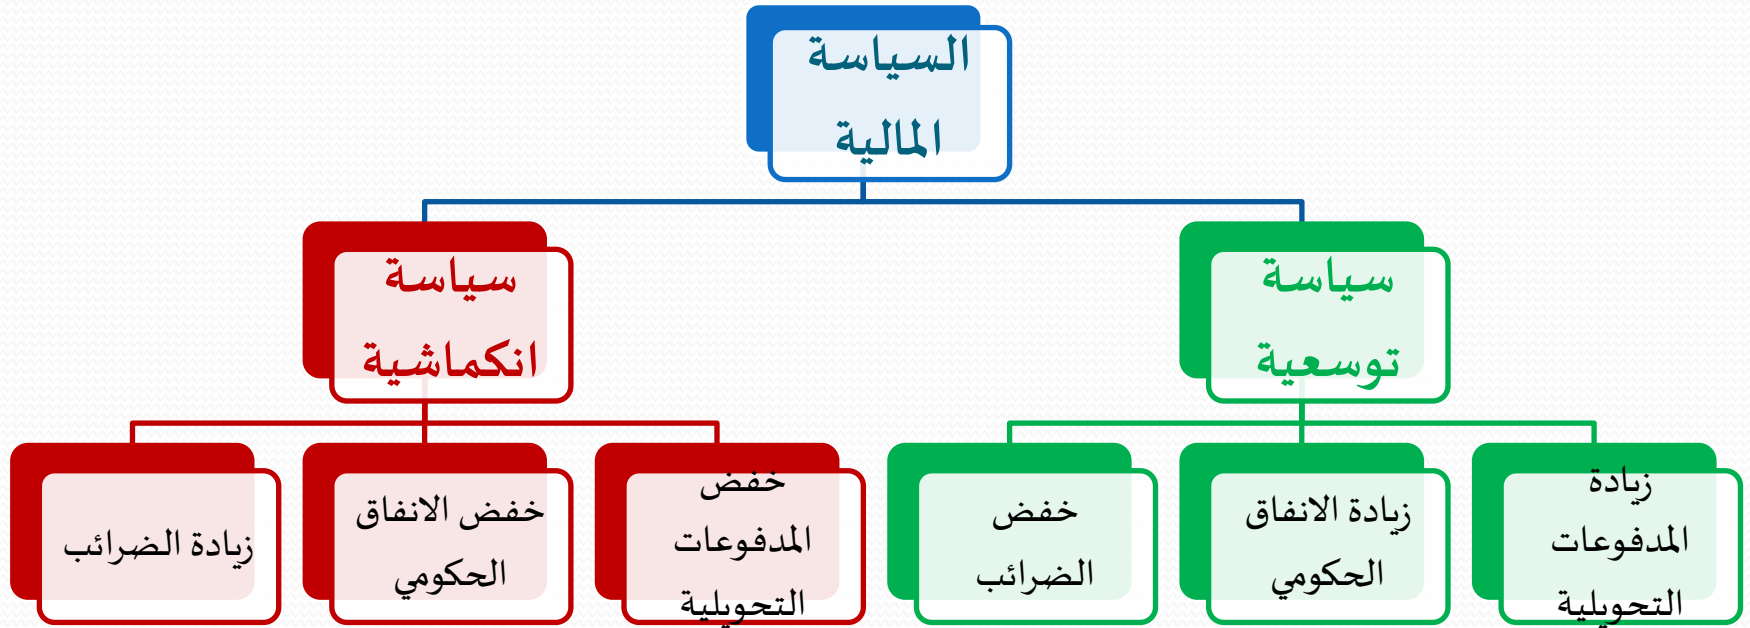 السياسة
المالية
سياسة
توسعية
سياسة
انكماشية
زيادة
المدفوعات
التحويلية
زيادة الانفاق
الحكومي
خفض
الضرائب
خفض
المدفوعات
التحويلية
خفض الانفاق
الحكومي
زيادة الضرائب